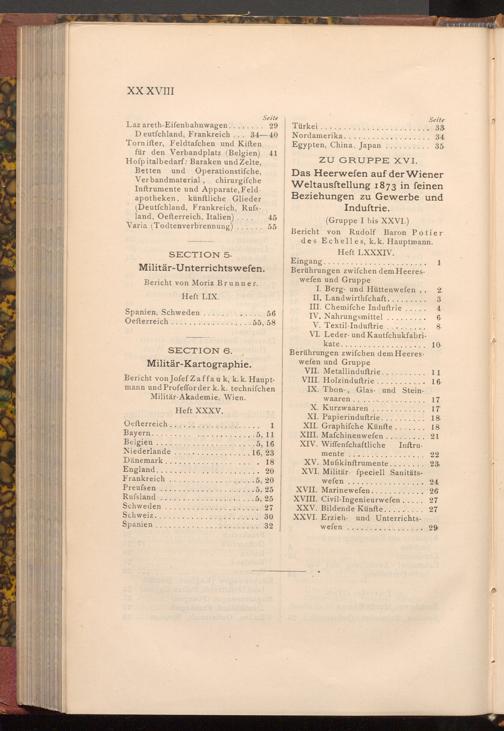 XXXVIII
Seite
Lazareth-Eiſenbahnwagen........ 29
Deutſchland, Frankreich ... 34—40
Torniſter, Feldtaſchen und Kiſten
für den Verbandplatz (Belgien) 41
Hoſpitalbedarf: Baraken und Zelte,
Betten und Operationstiſche,
Verbandmaterial, chirurgiſche
Inſtrumente und Apparate, Feld
apotheken, künſtliche Glieder
(Deutſchland, Frankreich, Ruſs-
land, Oeſterreich, Italien) ..... 45
Varia (Todtenverbrennung) ...... 55
SECTION 5.
Militär-Unterrichtsweſen.
Bericht von Moriz Brunner.
Heft LIX.
Spanien, Schweden ............. 56
Oeſterreich ................ 55, 58
SECTION 6.
Militär-Kartographie.
Bericht von Joſef Zaffauk, k. k. Haupt-
mann und Profeſſor der k. k. techniſchen
Militär-Akademie, Wien.
Heft XXXV.
Oeſterreich .................... 1
Bayern...................... 5, 11
Belgien ..................... 5, 16
Niederlande ................ 16, 23
Dänemark ...................... 18
England........................ 20
Frankreich .................. 5, 20
Preuſsen .................... 5, 25
Ruſsland .................... 5, 25
Schweden ...................... 27
Schweiz........................ 30
Spanien ....................... 32
Seite
Türkei ........................ 33
Nordamerika.................... 34
Egypten, China, Japan .......... 35
ZU GRUPPE XVI.
Das Heerweſen auf der Wiener
Weltausſtellung 1873 in ſeinen
Beziehungen zu Gewerbe und
Induſtrie.
(Gruppe I bis XXVI.)
Bericht von Rudolf Baron Potier
des Echelles, k. k. Hauptmann.
Heft LXXXIV.
Eingang........................ 1
Berührungen zwiſchen dem Heeres-
weſen und Gruppe
I. Berg- und Hüttenweſen .. 2
II. Landwirthſchaft......... 3
III. Chemiſche Induſtrie ..... 4
IV. Nahrungsmittel ......... 6
V. Textil-Induſtrie ......... 8
VI. Leder- und Kautſchukfabri-
kate.................... 10
Berührungen zwiſchen dem Heeres-
weſen und Gruppe
VII. Metallinduſtrie.......... 11
VIII. Holzinduſtrie ........... 16
IX. Thon-, Glas- und Stein-
waaren ................. 17
X. Kurzwaaren ............ 17
XI. Papierinduſtrie.......... 18
XII. Graphiſche Künſte ....... 18
XIII. Maſchinenweſen ......... 21
XIV. Wiſſenſchaftliche Inſtru-
mente .................. 22
XV. Muſikinſtrumente........ 23
XVI. Militär ſpeciell Sanitäts-
weſen .................. 24
XVII. Marineweſen............ 26
XVIII. Civil-Ingenieurweſen .... 27
XXV. Bildende Künſte......... 27
XXVI. Erzieh- und Unterrichts-
weſen .................. 29